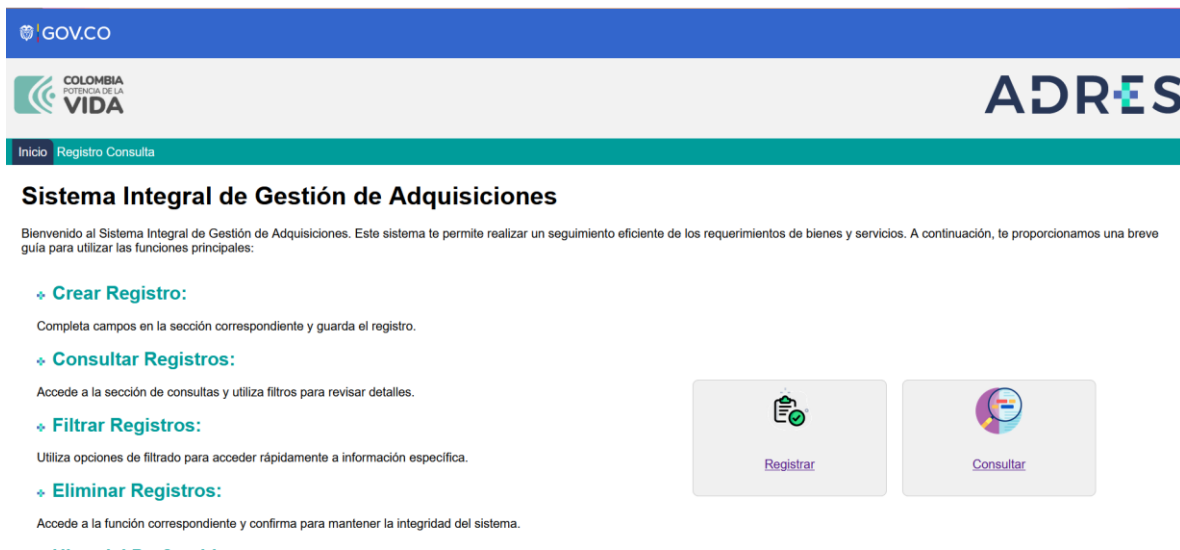 GOV.CO
COLOMBIA
POTENCIA DE LA
VIDA
ADRES
Inicio Registro Consulta
Sistema Integral de Gestión de Adquisiciones
Bienvenido al Sistema Integral de Gestión de Adquisiciones. Este sistema te permite realizar un seguimiento eficiente de los requerimientos de bienes y servicios. A continuación, te proporcionamos una breve
guía para utilizar las funciones principales:
Crear Registro:
Completa campos en la sección correspondiente y guarda el registro.
Consultar Registros:
Accede a la sección de consultas y utiliza filtros para revisar detalles.
Filtrar Registros:
Utiliza opciones de filtrado para acceder rápidamente a información específica.
Eliminar Registros:
Accede a la función correspondiente y confirma para mantener la integridad del sistema.
Registrar
Consultar